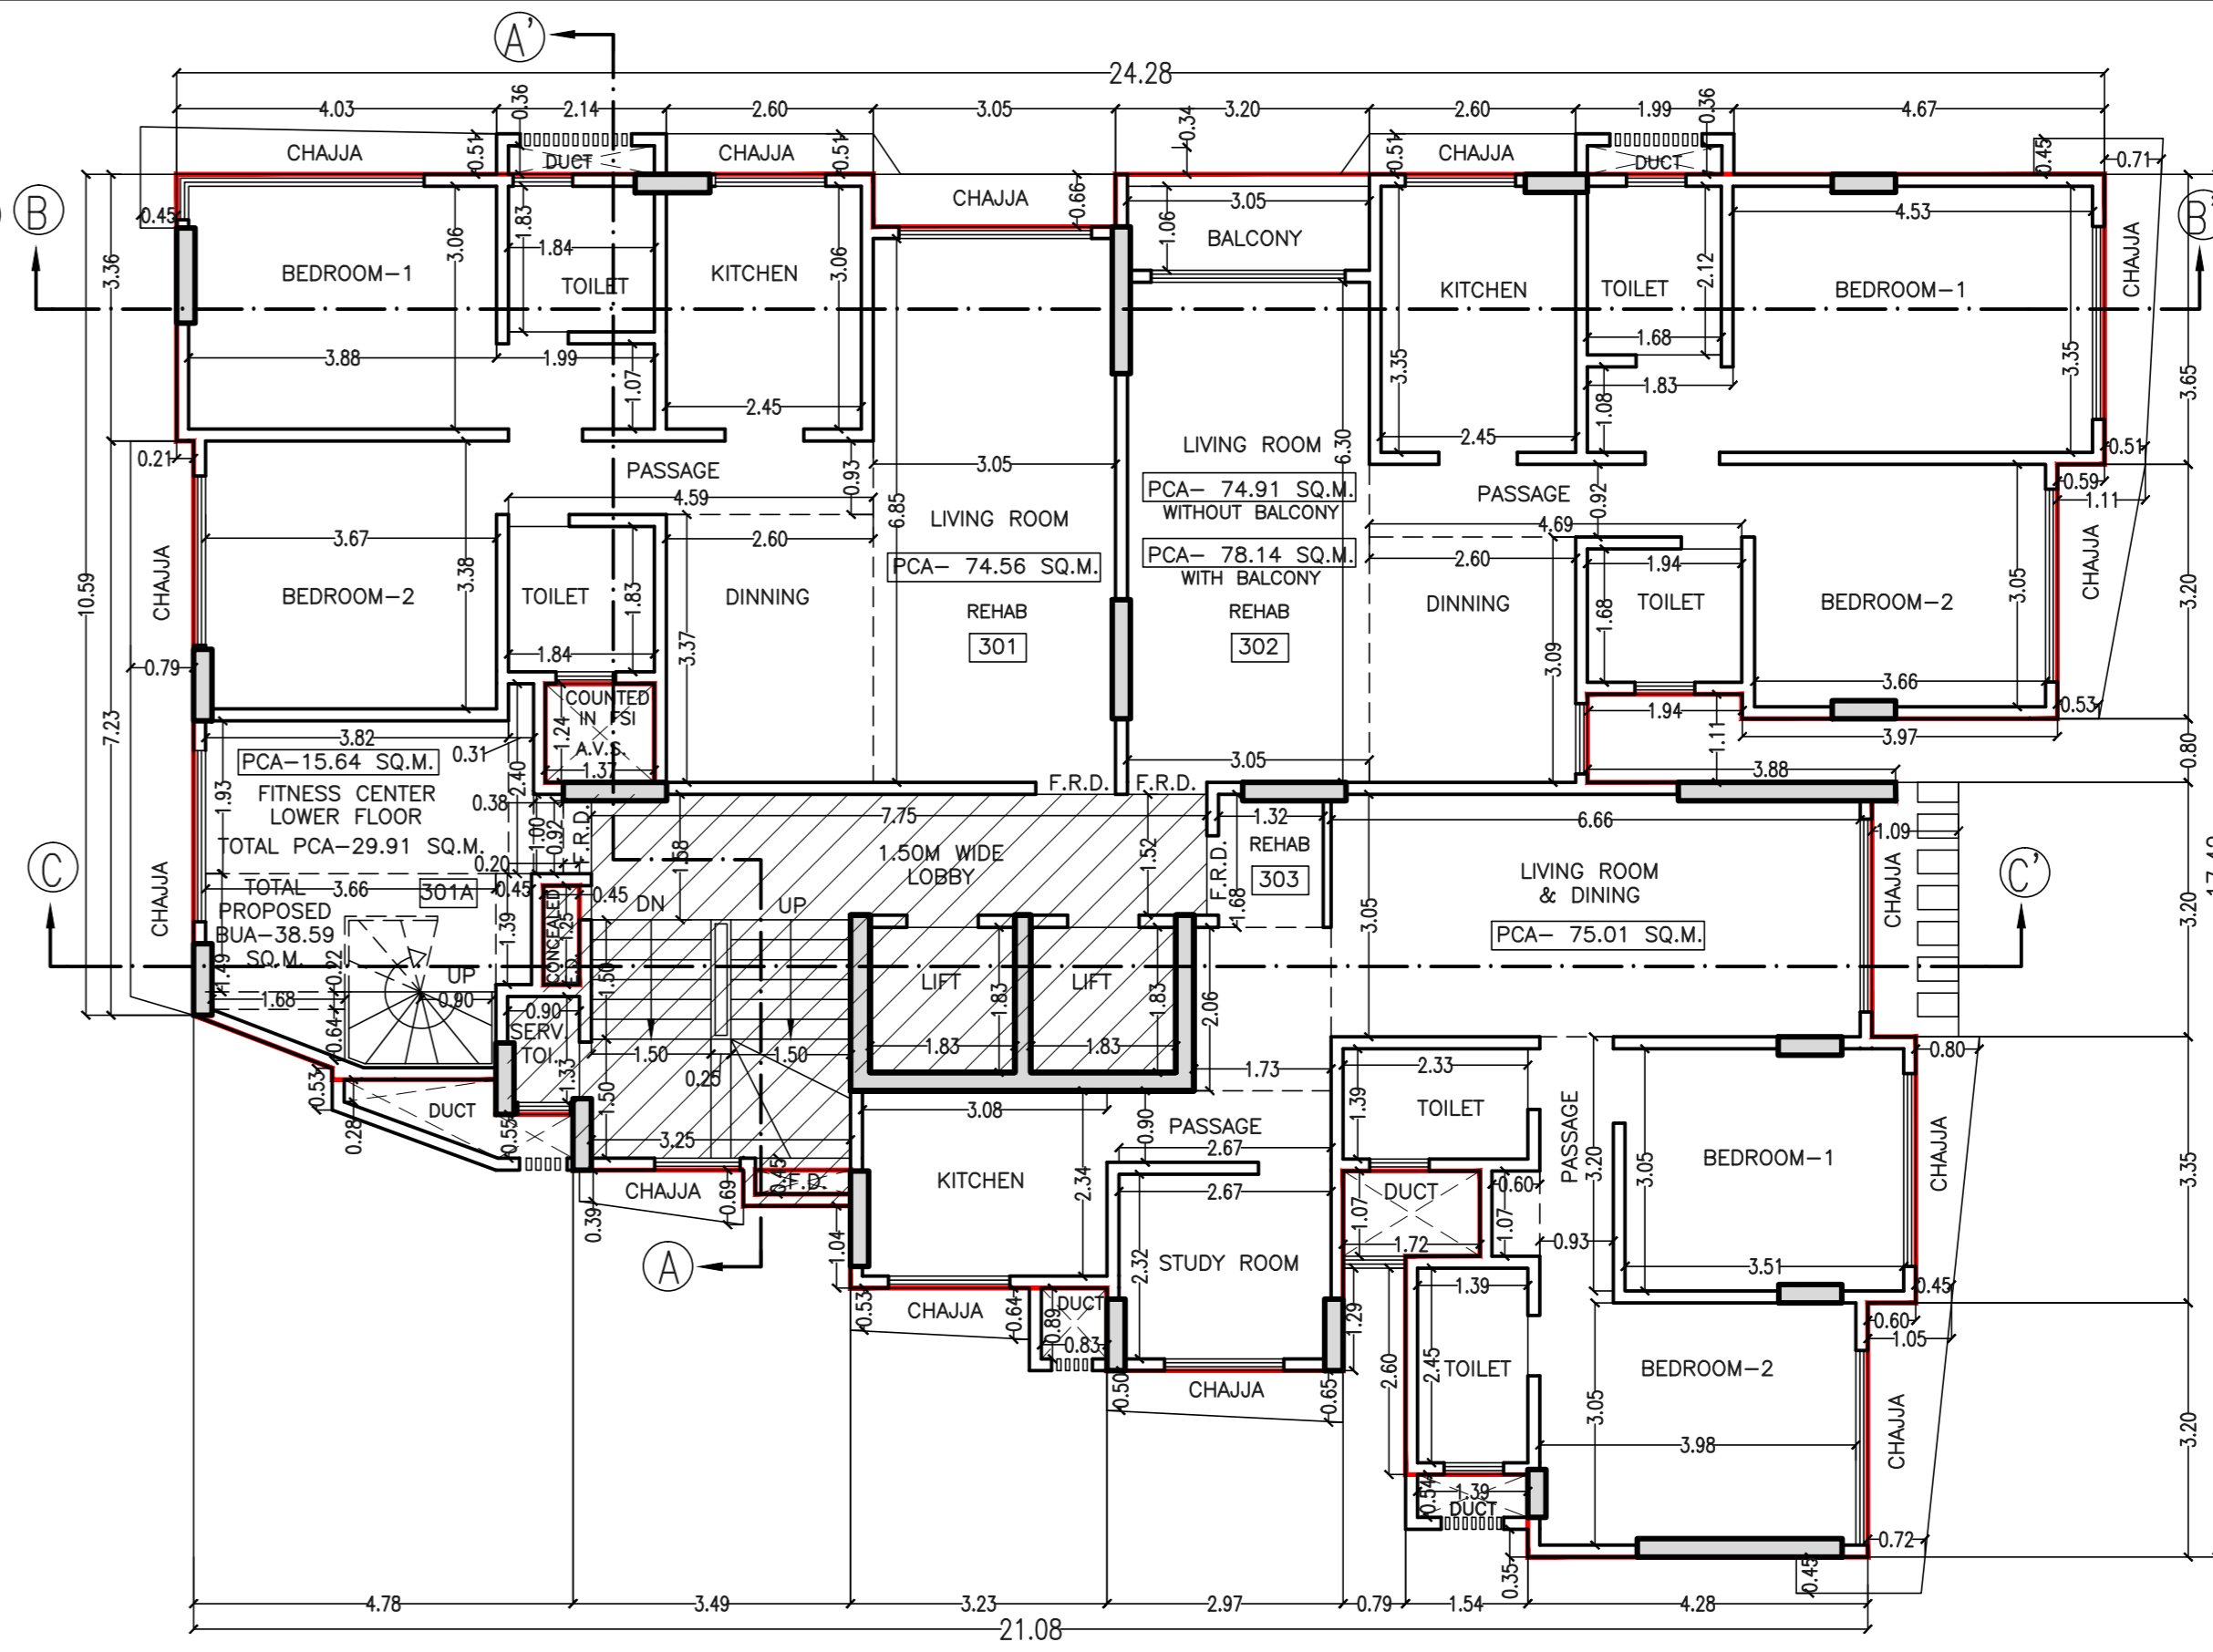 A'
24.28
4.03 0.36 2.14 2.60 3.05 3.20 2.60 1.99 0.36 4.67
0.34
CHAJJA 0.51 DUCT CHAJJA 0.51 CHAJJA 0.51 DUCT 0.45 0.71
B B'
0.45 1.83 CHAJJA 0.66 3.05 4.53
3.06 1.84 3.06 1.06 BALCONY 2.12 CHAJJA
BEDROOM-1 TOILET KITCHEN KITCHEN TOILET BEDROOM-1
3.36
3.88 1.99 1.07 3.35 1.68 3.35 3.65
2.45 1.83 1.08
LIVING ROOM 6.30 2.45
0.21 PASSAGE 0.93 3.05 0.51
PCA- 74.91 SQ.M. PASSAGE 0.92 0.59
4.59 WITHOUT BALCONY 1.11
6.85 LIVING ROOM 4.69
3.67 2.60 PCA- 78.14 SQ.M. 2.60 1.94
PCA- 74.56 SQ.M. WITH BALCONY
CHAJJA 3.38 CHAJJA
10.59 BEDROOM-2 TOILET 1.83 DINNING REHAB REHAB DINNING 1.68 TOILET BEDROOM-2 3.05 3.20
301 302
0.79 1.84 3.37 3.09 3.66
COUNTED
IN FSI
A.V.S.
1.24 1.37
1.94 1.11 0.53
7.23 3.82 0.31 3.97 0.80
PCA-15.64 SQ.M. 2.40 3.05 3.88
1.93 FITNESS CENTER
LOWER FLOOR
0.38 F.R.D. F.R.D.
7.75 1.32 6.66 1.09
TOTAL PCA-29.91 SQ.M. 1.00 0.92 F.R.D. 1.58 1.50M WIDE
LOBBY 1.52 REHAB
303
C 0.20 F.R.D. 1.68 LIVING ROOM
& DINING CHAJJA C' 17.49
CHAJJA TOTAL
PROPOSED
BUA-38.59
SQ.M.
3.66 301A 0.45 0.45 DN UP 3.05 3.20
1.39 CONCEALED 1.25 PCA- 75.01 SQ.M.
1.49 0.22 UP 1.50 LIFT 1.83 LIFT 1.83 2.06
1.68 0.90 0.90
0.64 SERV.
TOI.
1.33 1.50 0.25 1.50 1.83 1.83 1.73 2.33 0.80
0.53 DUCT 1.50 3.08 0.90 PASSAGE 1.39 TOILET PASSAGE
0.28 0.55 3.25 2.67 3.20 3.05 BEDROOM-1 CHAJJA 3.35
CHAJJA 0.69 0.45 F.D. KITCHEN 2.34 2.67 DUCT 0.60
0.39 1.04 1.07 1.72 1.07 0.93
A 2.32 STUDY ROOM 3.51
0.53 CHAJJA 0.64 DUCT 1.39 0.45
0.89 0.83 1.29 0.60
1.05
2.60 2.45 TOILET BEDROOM-2
0.50 CHAJJA 0.65 3.05 CHAJJA 3.20
3.98
0.54 1.39
DUCT 0.72
0.35 0.45
4.78 3.49 3.23 2.97 0.79 1.54 4.28
21.08